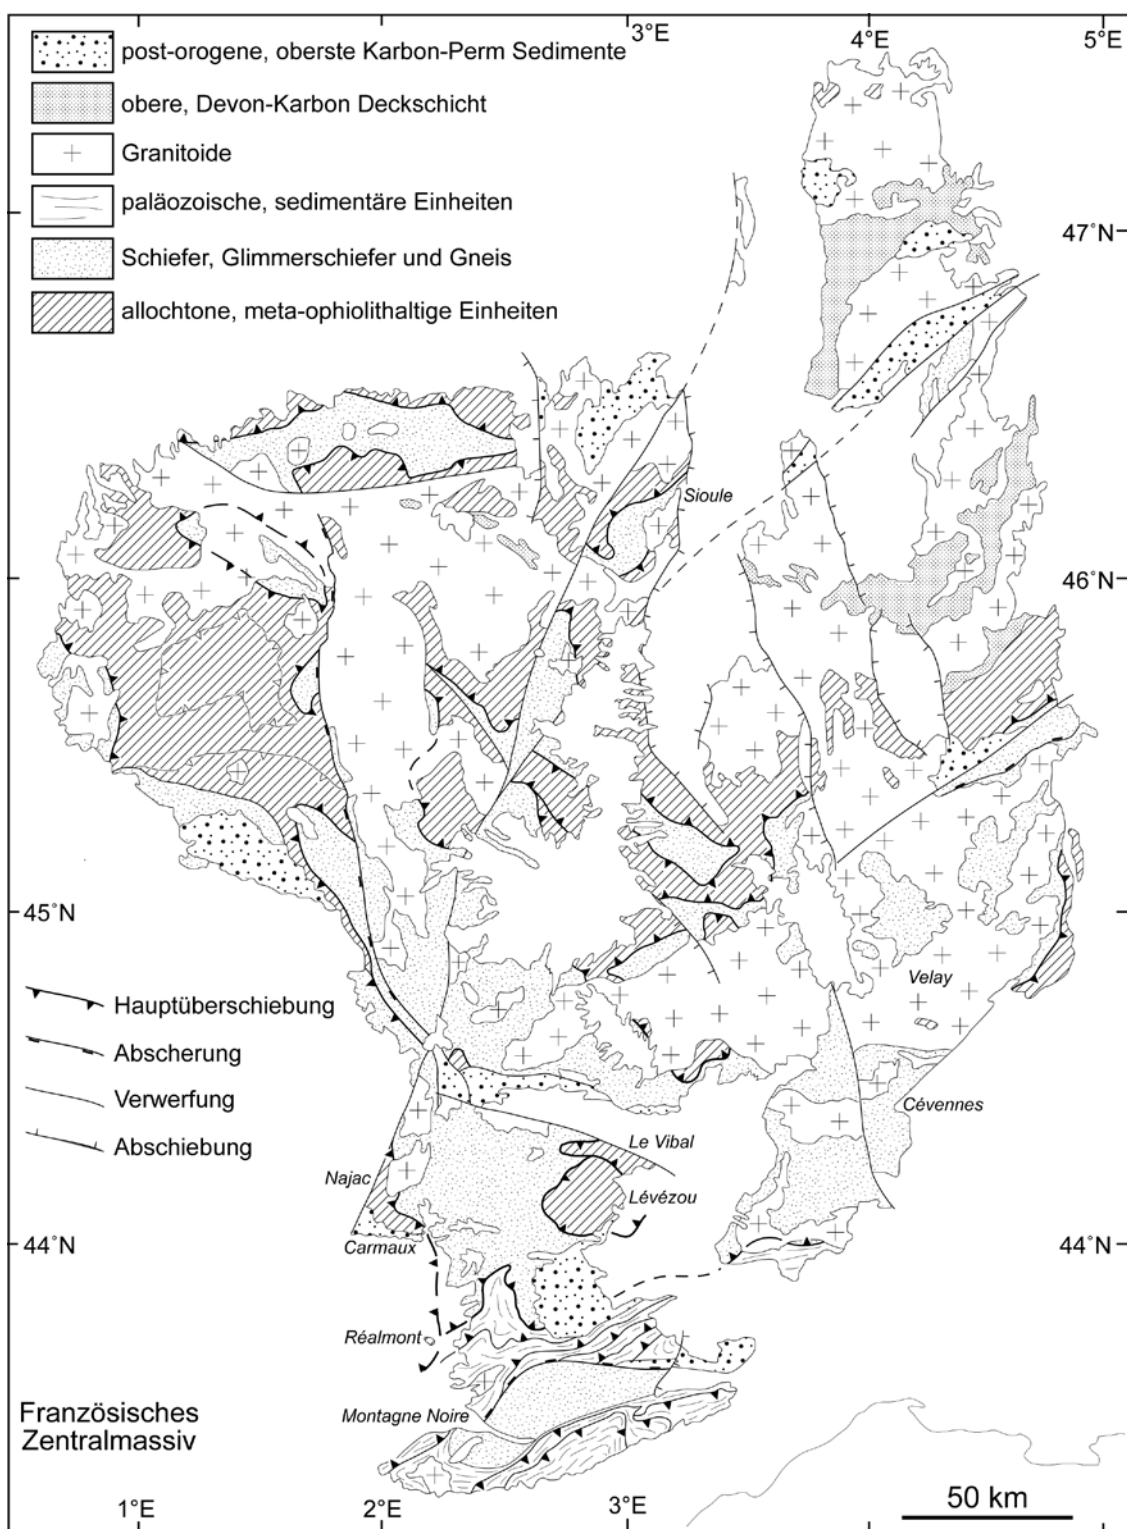 3°E
4°E
5°E
post-orogene, oberste Karbon-Perm Sedimente
obere, Devon-Karbon Deckschicht
Granitoide
paläozoische, sedimentäre Einheiten
47°N
Schiefer, Glimmerschiefer und Gneis
allochtone, meta-ophiolithaltige Einheiten
Sioule
46°N
45°N
Velay
Hauptüberschiebung
Abscherung
Verwerfung
Cévennes
Abschiebung
Le Vibal
Najac
Lévézou
Carmaux
44°N
44°N
Réalmont
Montagne Noire
Französisches
Zentralmassiv
50 km
1°E
2°E
3°E